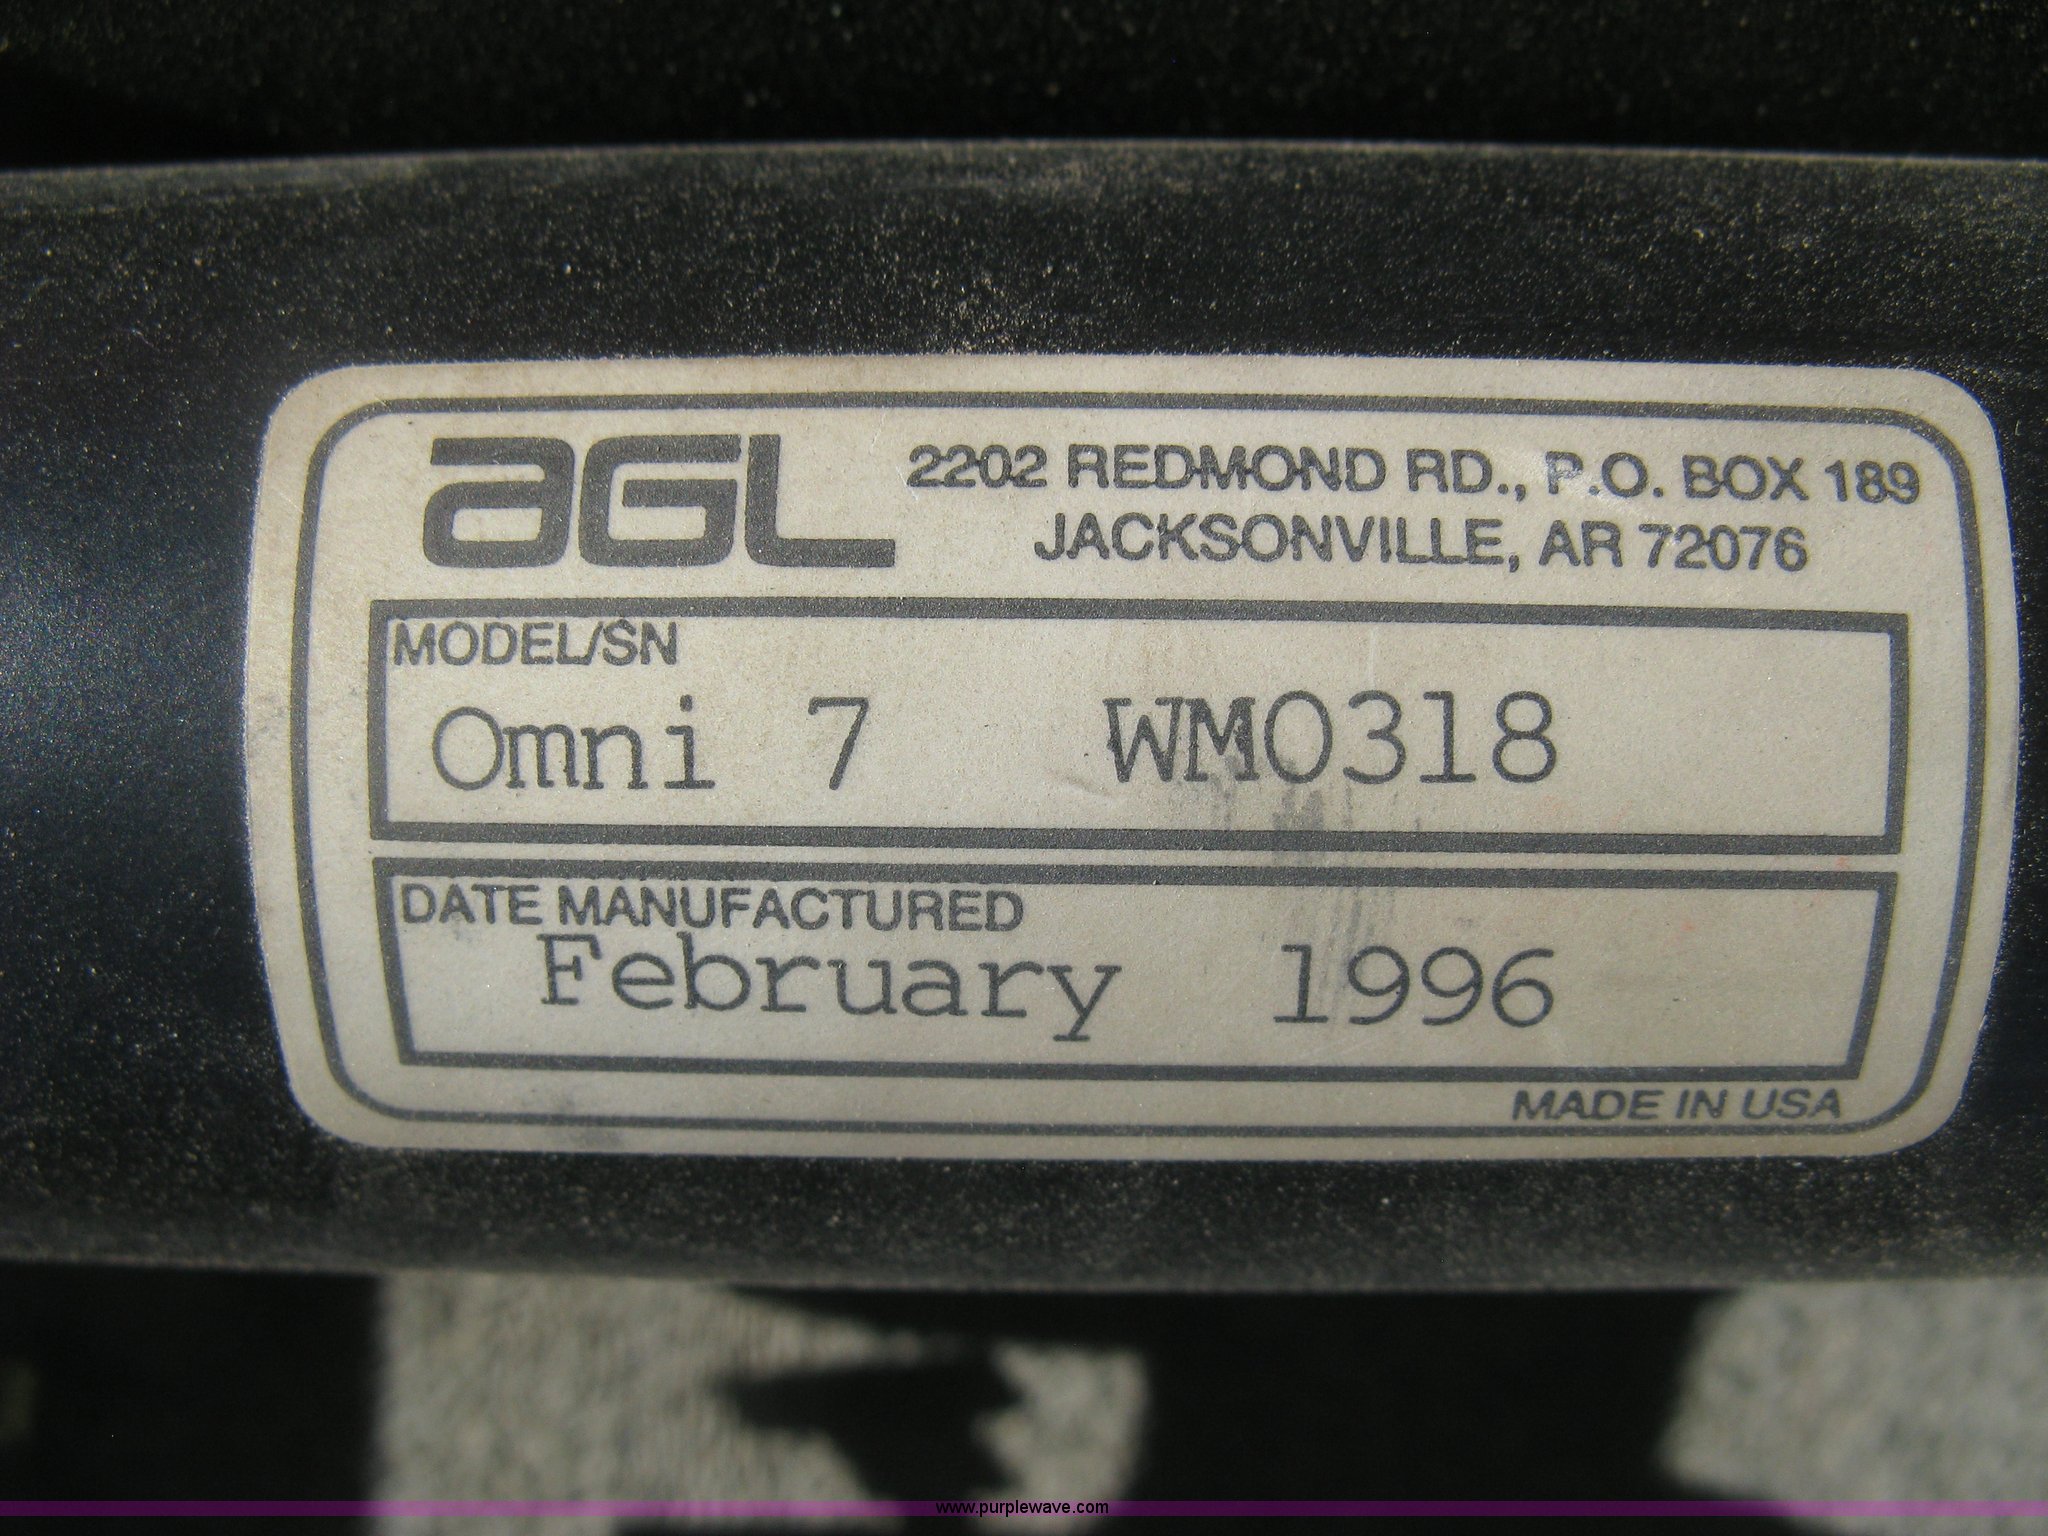 aGL
2202 REDMOND RD., P.O. BOX 189
JACKSONVILLE, AR 72076
MODEL/SN
Omni 7 WM0318
DATE MANUFACTURED
February 1996
MADE IN USA
www.purplewave.com